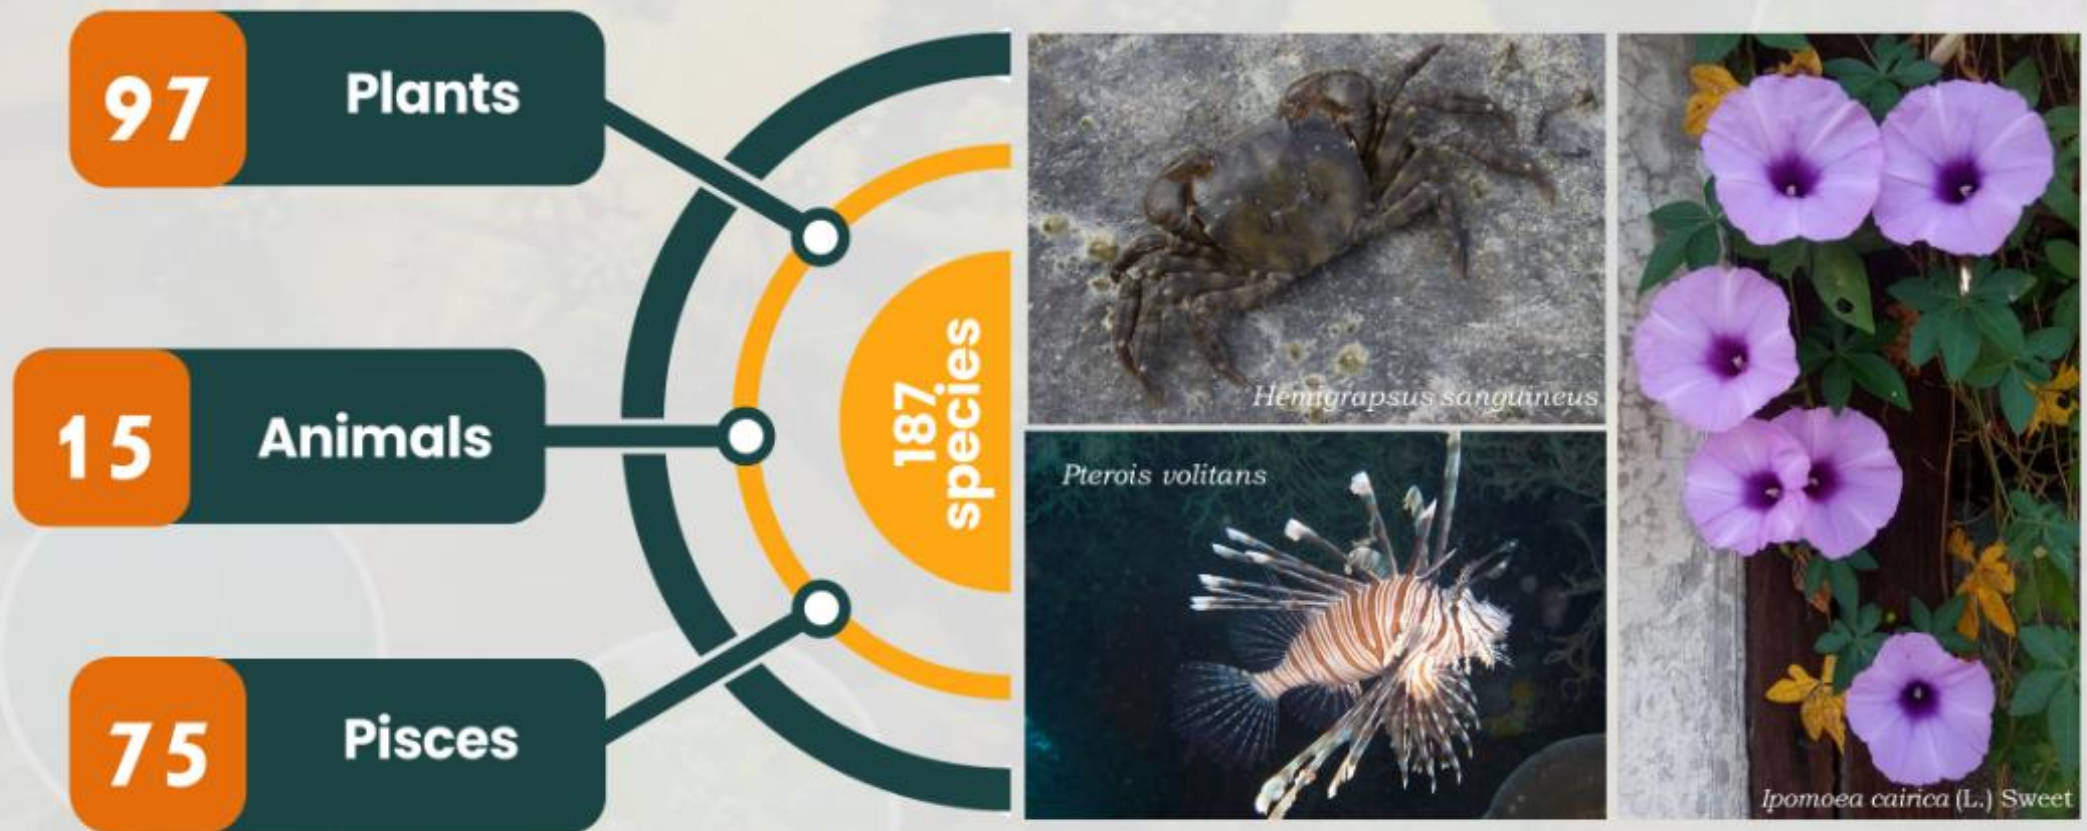 97 Plants
15 Animals
75 Pisces
187
species
Hemigrapsus sanguineus
Pterois volitans
Ipomoea cairica (L.) Sweet